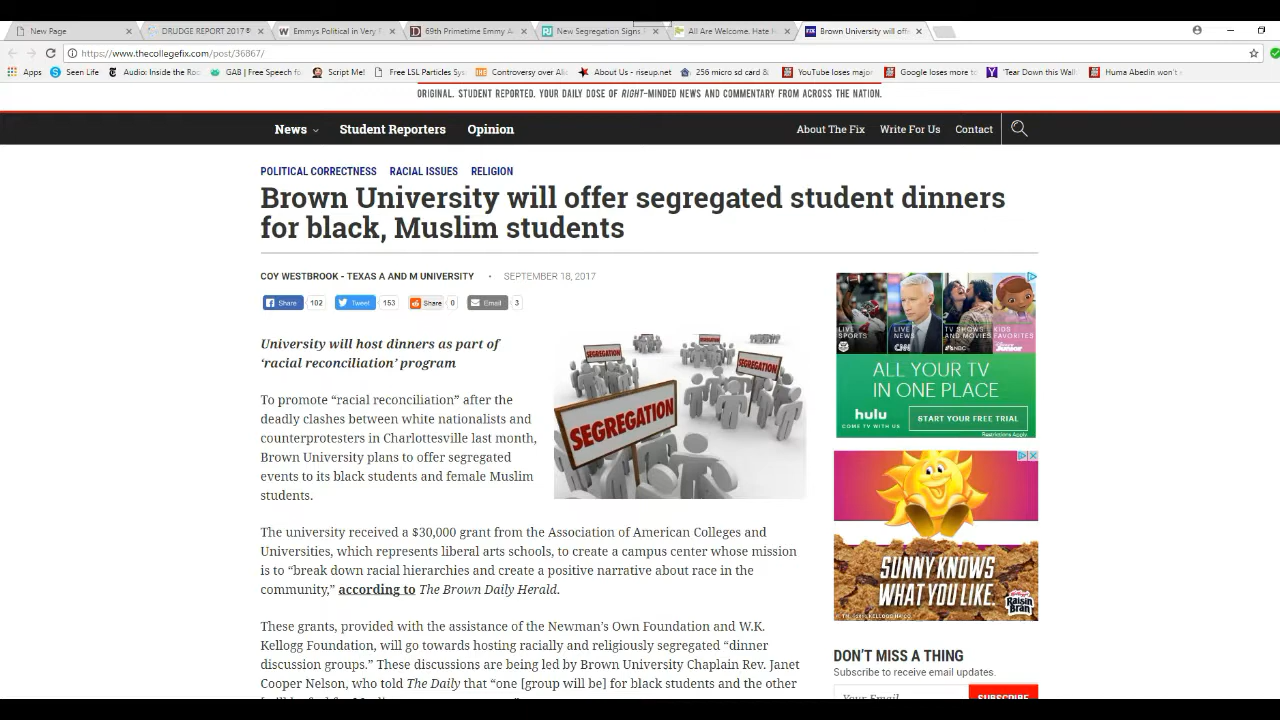 New Page
DRUDGE REPORT 2017®
Emmys Political in Very F
69th Primetime Emmy A
New Segregation Signs
All Are Welcome. Hate H
Brown University will off
https://www.thecollegefix.com/post/36867/
Apps
Seen Life
Audio: Inside the Ro
GAB | Free Speech fo
Script Me!
Free LSL Particles Sys
Controversy over Ali
About Us - riseup.net
256 micro sd card &
YouTube loses major
Google loses more to
'Tear Down this Wall
Huma Abedin won't
ORIGINAL. STUDENT REPORTED. YOUR DAILY DOSE OF RIGHT-MINDED NEWS AND COMMENTARY FROM ACROSS THE NATION.
News Student Reporters Opinion About The Fix Write For Us Contact
POLITICAL CORRECTNESS RACIAL ISSUES RELIGION
Brown University will offer segregated student dinners
for black, Muslim students
COY WESTBROOK - TEXAS A AND M UNIVERSITY • SEPTEMBER 18, 2017
Share 102 Tweet 153 Share 0 Email 3
University will host dinners as part of
‘racial reconciliation’ program
To promote “racial reconciliation” after the
deadly clashes between white nationalists and
counterprotesters in Charlottesville last month,
Brown University plans to offer segregated
events to its black students and female Muslim
students.
SEGREGATION
SEGREGATION
SEGREGATION
The university received a $30,000 grant from the Association of American Colleges and
Universities, which represents liberal arts schools, to create a campus center whose mission
is to “break down racial hierarchies and create a positive narrative about race in the
community,” according to The Brown Daily Herald.
These grants, provided with the assistance of the Newman’s Own Foundation and W.K.
Kellogg Foundation, will go towards hosting racially and religiously segregated “dinner
discussion groups.” These discussions are being led by Brown University Chaplain Rev. Janet
Cooper Nelson, who told The Daily that “one [group will be] for black students and the other
LIVE SPORTS
LIVE NEWS
CNN
TV SHOWS AND MOVIES
KIDS FAVORITES
ALL YOUR TV
IN ONE PLACE
hulu
COME TV WITH US
START YOUR FREE TRIAL
Restrictions Apply.
SUNNY KNOWS
WHAT YOU LIKE.
Kellogg's
Raisin
Bran
DON’T MISS A THING
Subscribe to receive email updates.
Your Email
SUBSCRIBE